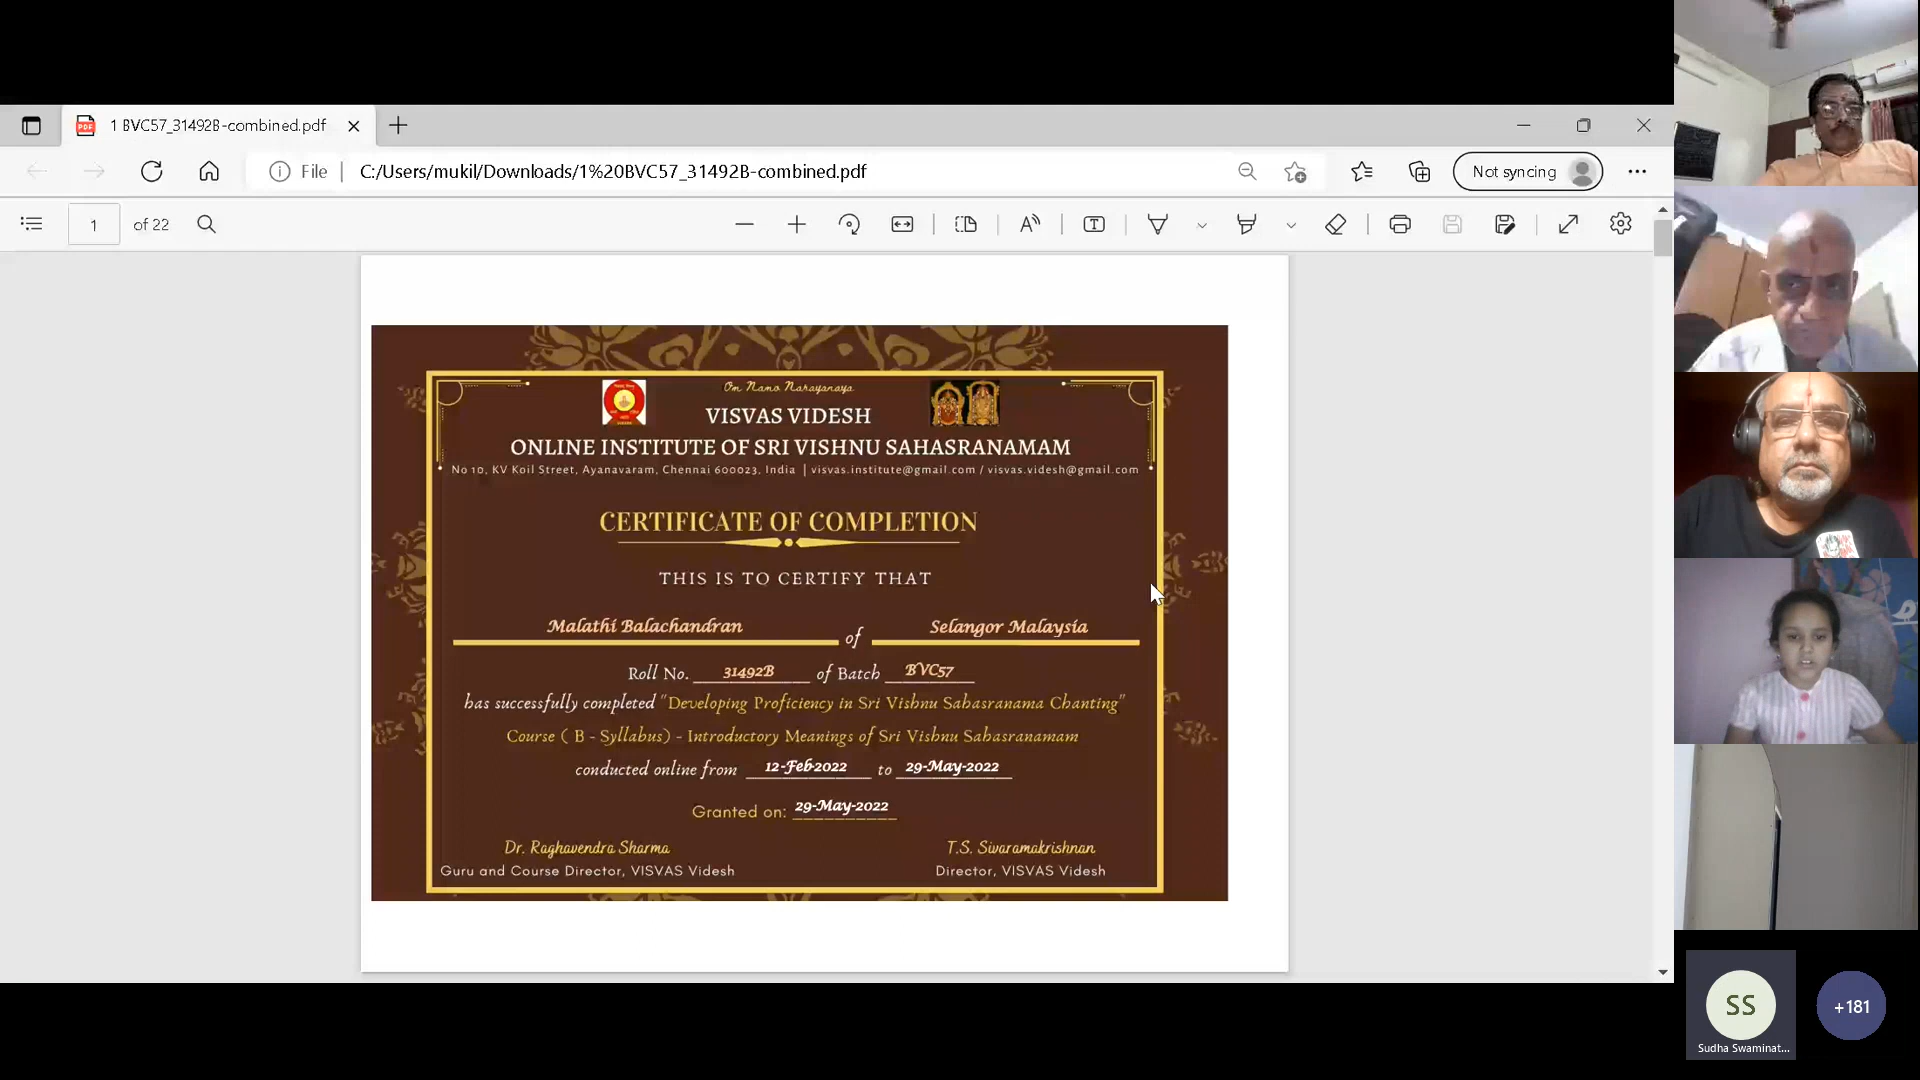 1 BVC57_31492B-combined.pdf
File
C:/Users/mukil/Downloads/1%20BVC57_31492B-combined.pdf
Not syncing
1 of 22
Om Namo Narayanaya
VISVAS VIDESH
ONLINE INSTITUTE OF SRI VISHNU SAHASRANAMAM
No 10, KV Koil Street, Ayanavaram, Chennai 600023, India | visvas.institute@gmail.com / visvas.videsh@gmail.com
CERTIFICATE OF COMPLETION
THIS IS TO CERTIFY THAT
Malathi Balachandran of Selangor Malaysia
Roll No. 31492B of Batch BVC57
has successfully completed "Developing Proficiency in Sri Vishnu Sahasranama Chanting"
Course ( B - Syllabus) - Introductory Meanings of Sri Vishnu Sahasranamam
conducted online from 12-Feb2022 to 29-May-2022
Granted on: 29-May-2022
Dr. Raghavendra Sharma
Guru and Course Director, VISVAS Videsh
T.S. Sivaramakrishnan
Director, VISVAS Videsh
SS
Sudha Swaminat...
+181